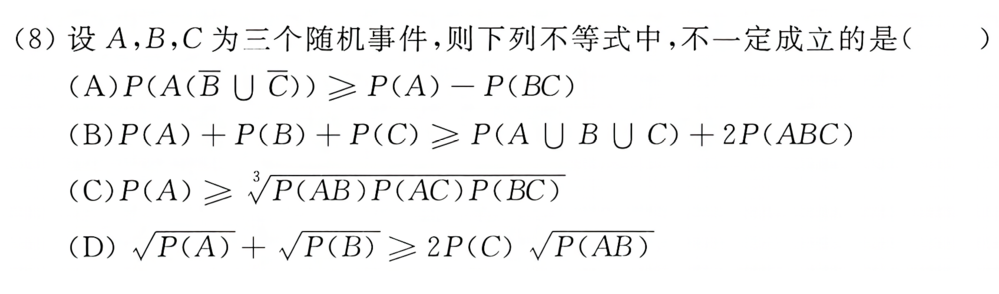 (8) 设 A,B,C 为三个随机事件,则下列不等式中,不一定成立的是(  )
(A)P(A(B̅ ∪ C̅)) ⩾ P(A) − P(BC)
(B)P(A) + P(B) + P(C) ⩾ P(A ∪ B ∪ C) + 2P(ABC)
(C)P(A) ⩾ ∛(P(AB)P(AC)P(BC))
(D) √P(A) + √P(B) ⩾ 2P(C) √P(AB)